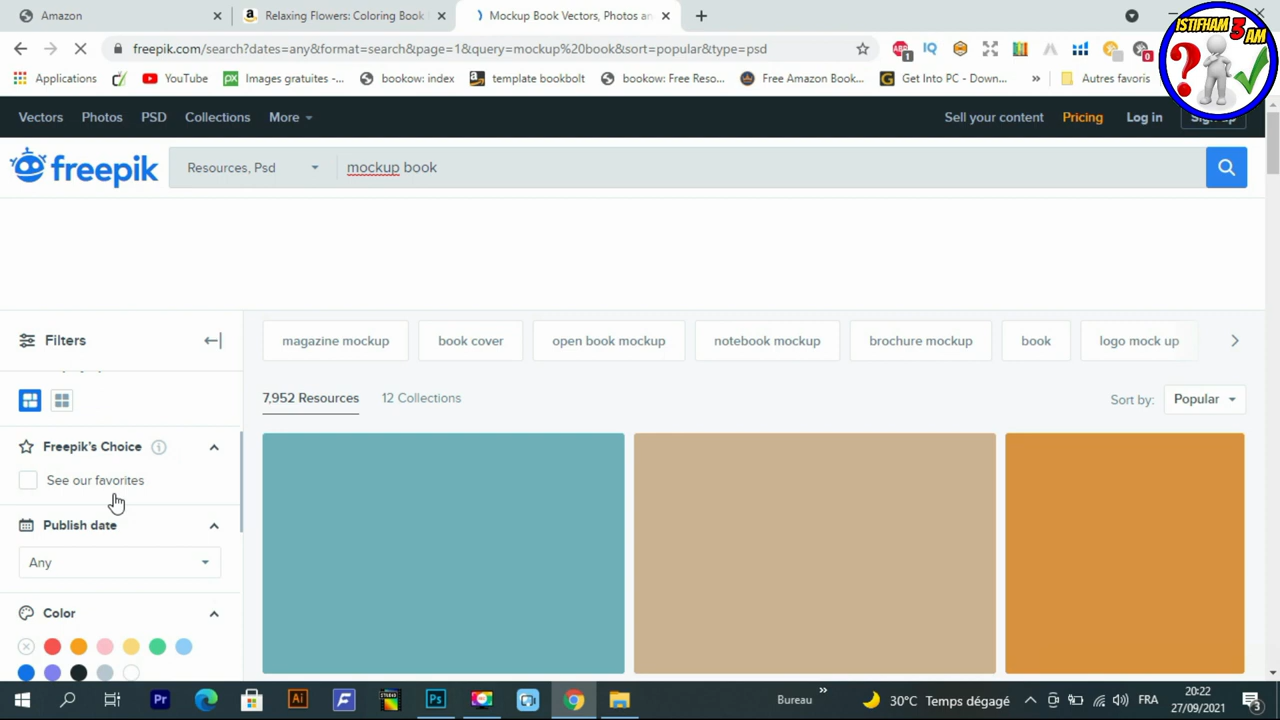 Amazon
Relaxing Flowers: Coloring Book
Mockup Book Vectors, Photos an
ISTIFHAM
3
AM
freepik.com/search?dates=any&format=search&page=1&query=mockup%20book&sort=popular&type=psd
Applications
YouTube
Images gratuites -...
bookow: index
template bookbolt
bookow: Free Reso...
Free Amazon Book...
Get Into PC - Down...
Autres favoris
Vectors
Photos
PSD
Collections
More
Sell your content
Pricing
Log in
Sign up
freepik
Resources, Psd
mockup book
Filters
magazine mockup
book cover
open book mockup
notebook mockup
brochure mockup
book
logo mock up
7,952 Resources
12 Collections
Sort by:
Popular
Freepik's Choice
See our favorites
Publish date
Any
Color
Bureau
30°C Temps dégagé
FRA
20:22
27/09/2021